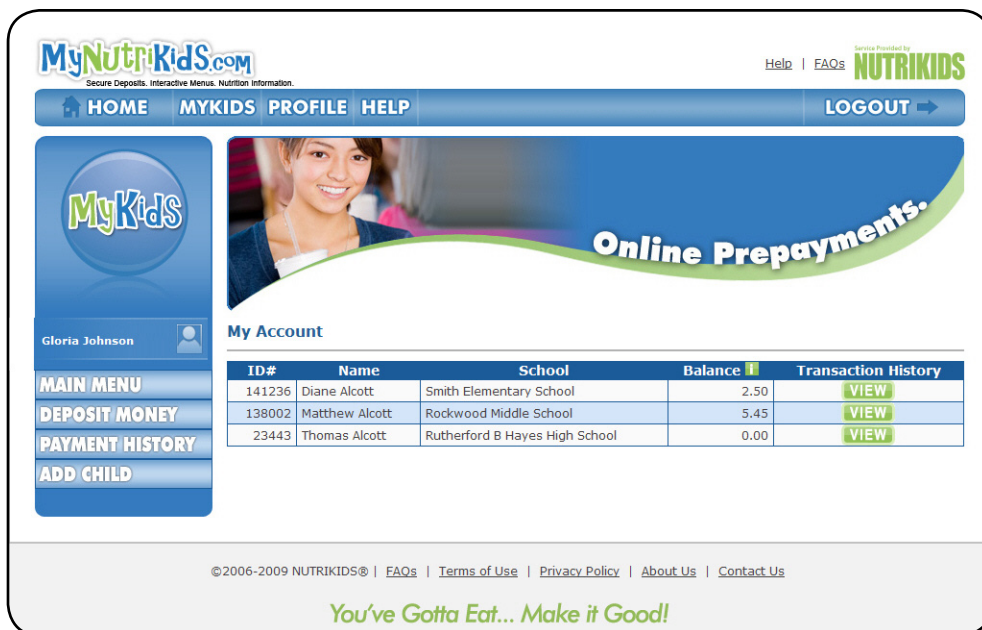 MyNutriKids.com
Secure Deposits. Interactive Menus. Nutrition Information.
Help | FAQs
Service Provided by
NUTRIKIDS
HOME MYKIDS PROFILE HELP LOGOUT
MyKids
Online Prepayments.
Gloria Johnson
MAIN MENU
DEPOSIT MONEY
PAYMENT HISTORY
ADD CHILD
My Account
ID# Name School Balance i Transaction History
141236 Diane Alcott Smith Elementary School 2.50 VIEW
138002 Matthew Alcott Rockwood Middle School 5.45 VIEW
23443 Thomas Alcott Rutherford B Hayes High School 0.00 VIEW
©2006-2009 NUTRIKIDS® | FAQs | Terms of Use | Privacy Policy | About Us | Contact Us
You've Gotta Eat... Make it Good!